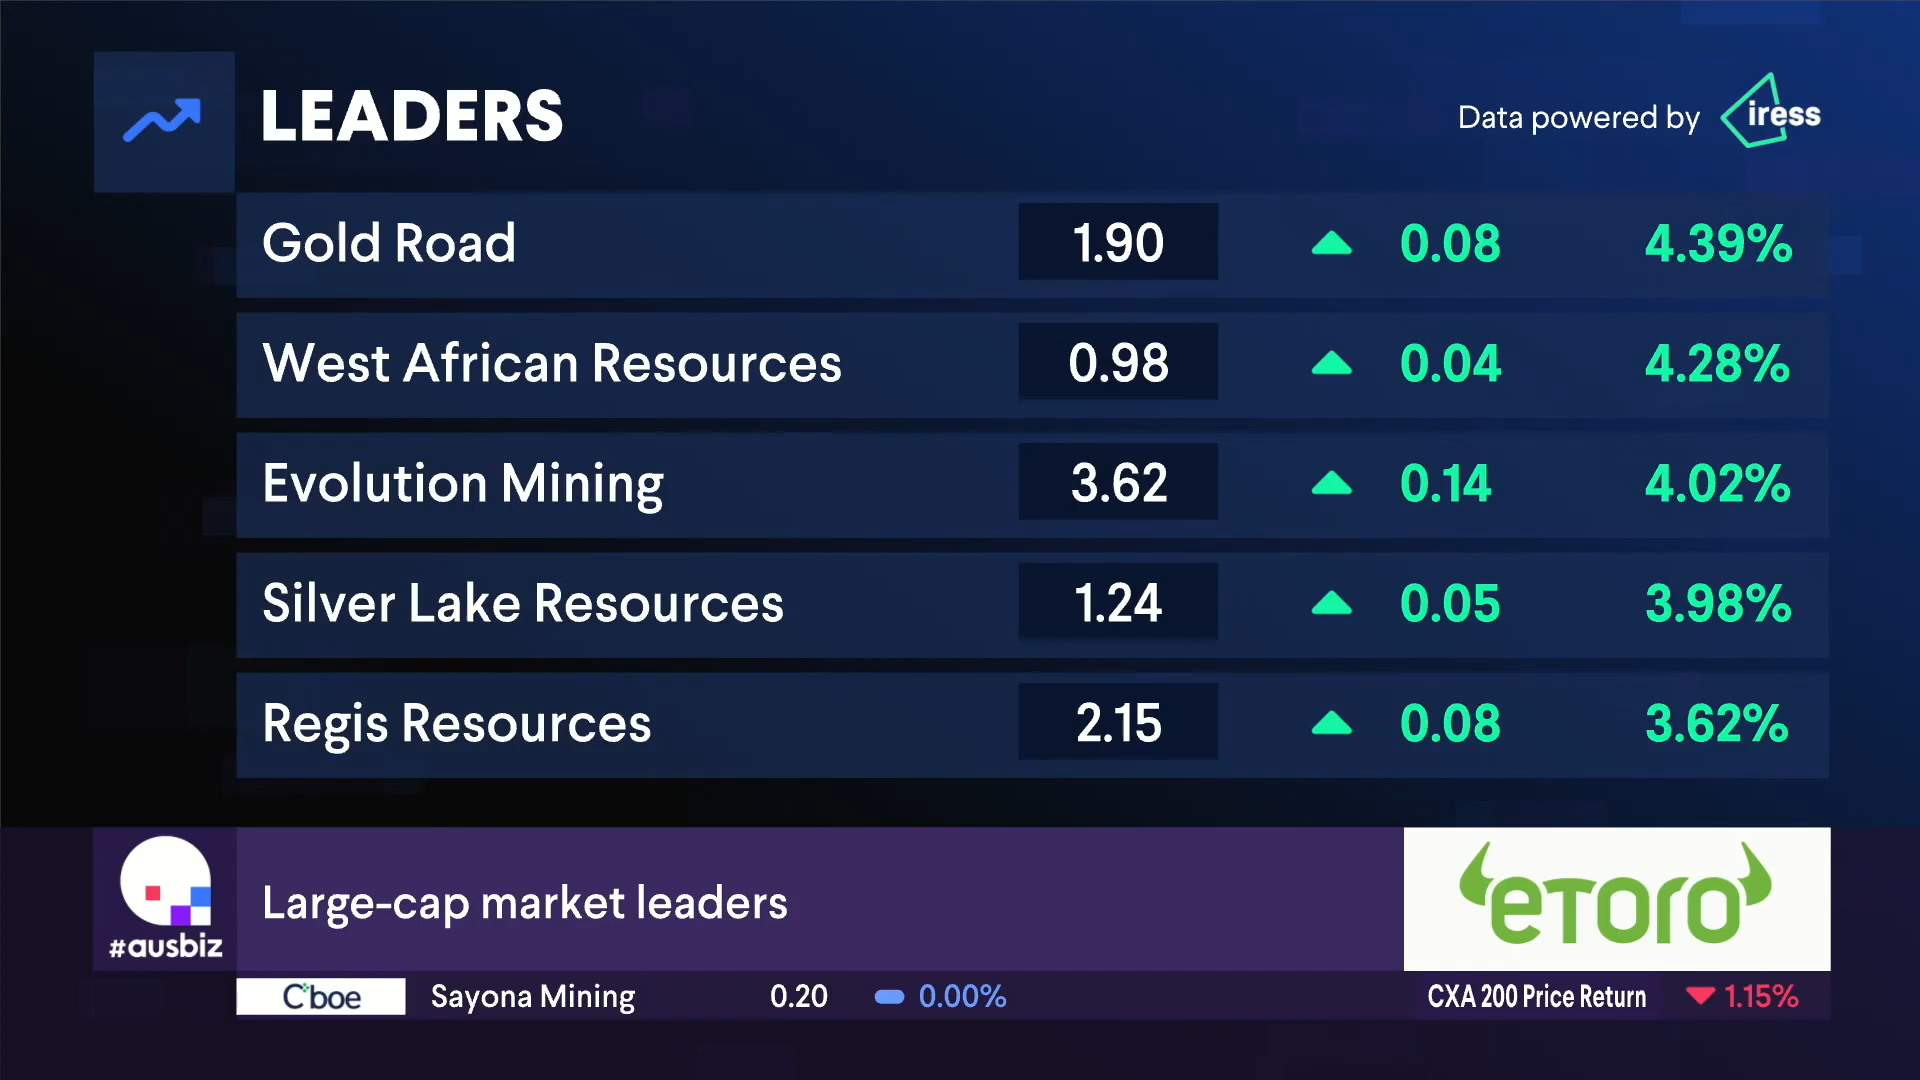 LEADERS
Data powered by iress
Gold Road 1.90 0.08 4.39%
West African Resources 0.98 0.04 4.28%
Evolution Mining 3.62 0.14 4.02%
Silver Lake Resources 1.24 0.05 3.98%
Regis Resources 2.15 0.08 3.62%
#ausbiz
Large-cap market leaders
eToro
Cboe Sayona Mining 0.20 0.00% CXA 200 Price Return 1.15%